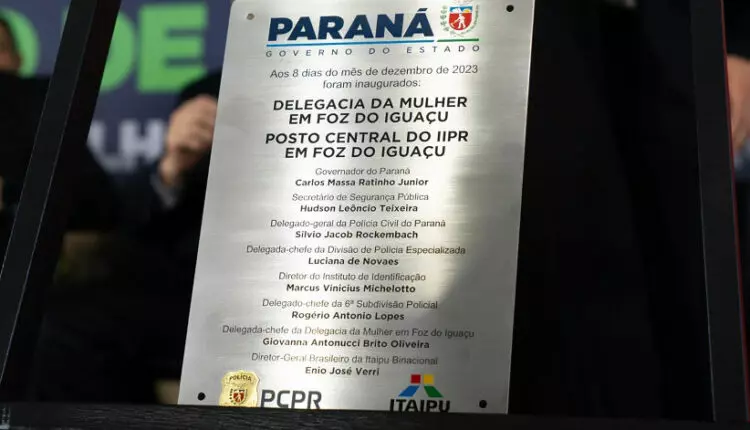 PARANÁ
GOVERNO DO ESTADO
Aos 8 dias do mês de dezembro de 2023
foram inaugurados:
DELEGACIA DA MULHER
EM FOZ DO IGUAÇU
POSTO CENTRAL DO IIPR
EM FOZ DO IGUAÇU
Governador do Paraná
Carlos Massa Ratinho Junior
Secretário de Segurança Pública
Hudson Leôncio Teixeira
Delegado-geral da Polícia Civil do Paraná
Silvio Jacob Rockembach
Delegada-chefe da Divisão de Polícia Especializada
Luciana de Novaes
Diretor do Instituto de Identificação
Marcus Vinicius Michelotto
Delegado-chefe da 6ª Subdivisão Policial
Rogério Antonio Lopes
Delegada-chefe da Delegacia da Mulher em Foz do Iguaçu
Giovanna Antonucci Brito Oliveira
Diretor-Geral Brasileiro da Itaipu Binacional
Enio José Verri
POLÍCIA
PCPR
ITAIPU
DE